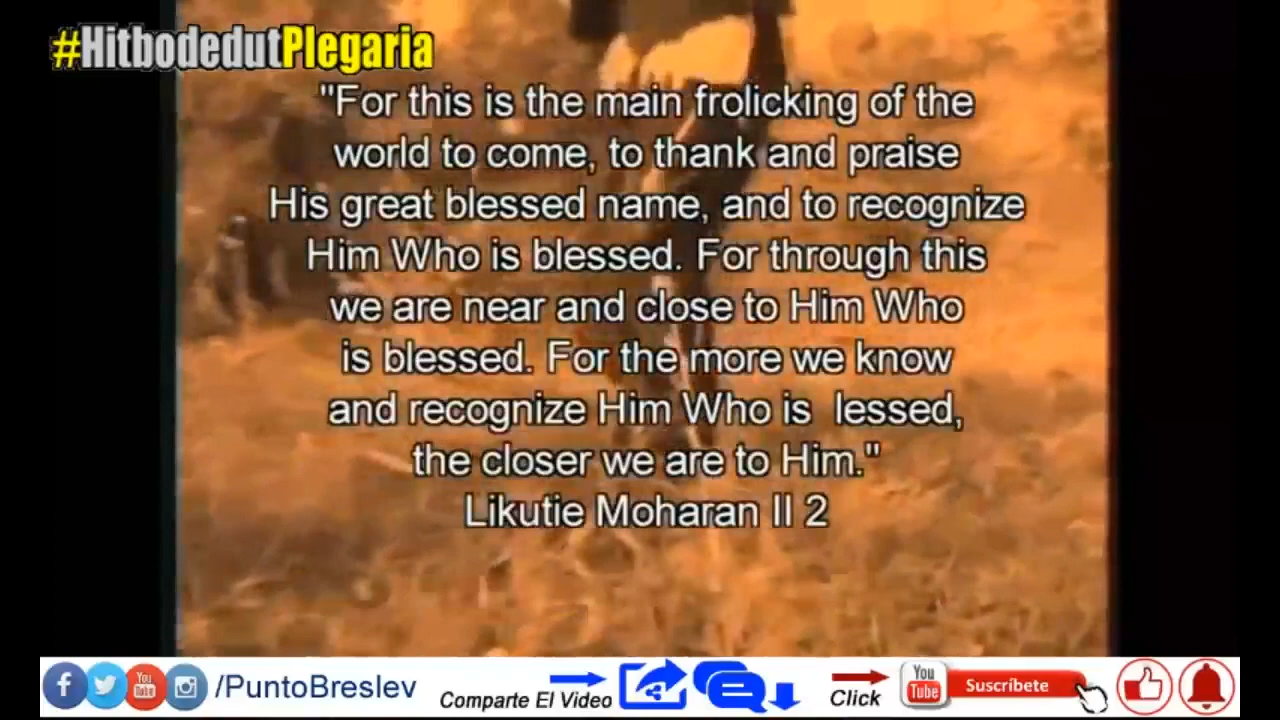 #HitbodedutPlegaria
"For this is the main frolicking of the
world to come, to thank and praise
His great blessed name, and to recognize
Him Who is blessed. For through this
we are near and close to Him Who
is blessed. For the more we know
and recognize Him Who is  lessed,
the closer we are to Him."
Likutie Moharan II 2
You Tube
/PuntoBreslev
Comparte El Video
Click
You Tube
Suscríbete